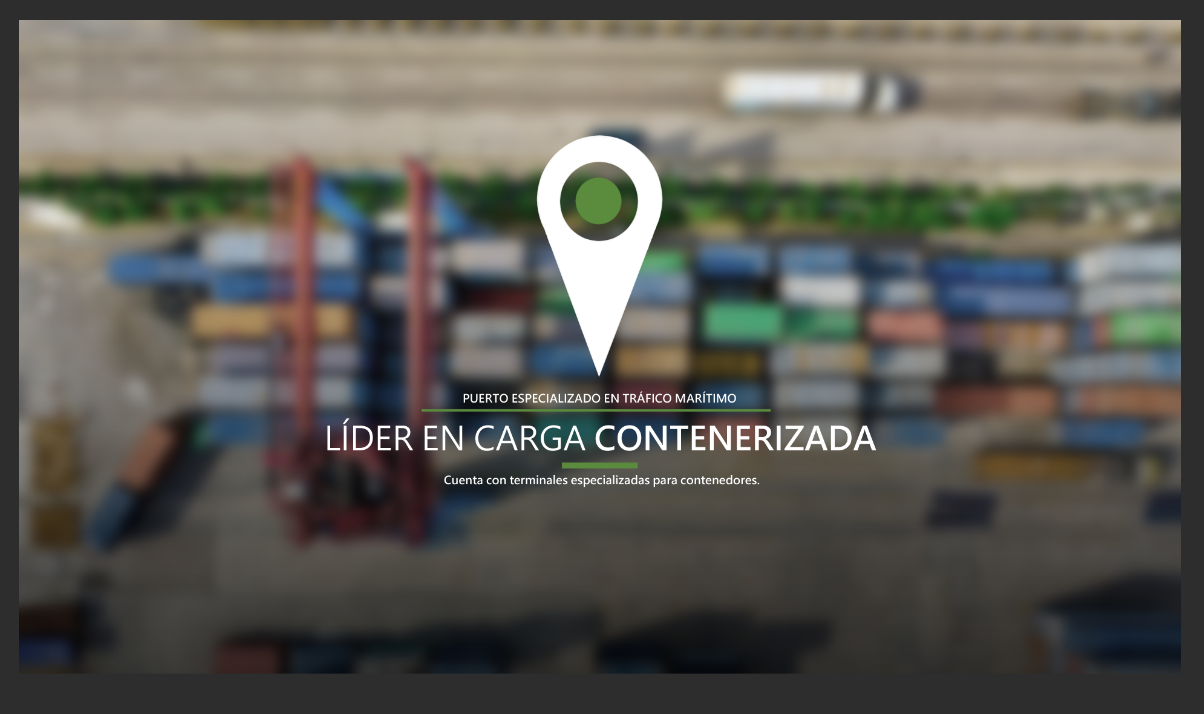 PUERTO ESPECIALIZADO EN TRÁFICO MARÍTIMO
LÍDER EN CARGA CONTENERIZADA
Cuenta con terminales especializadas para contenedores.